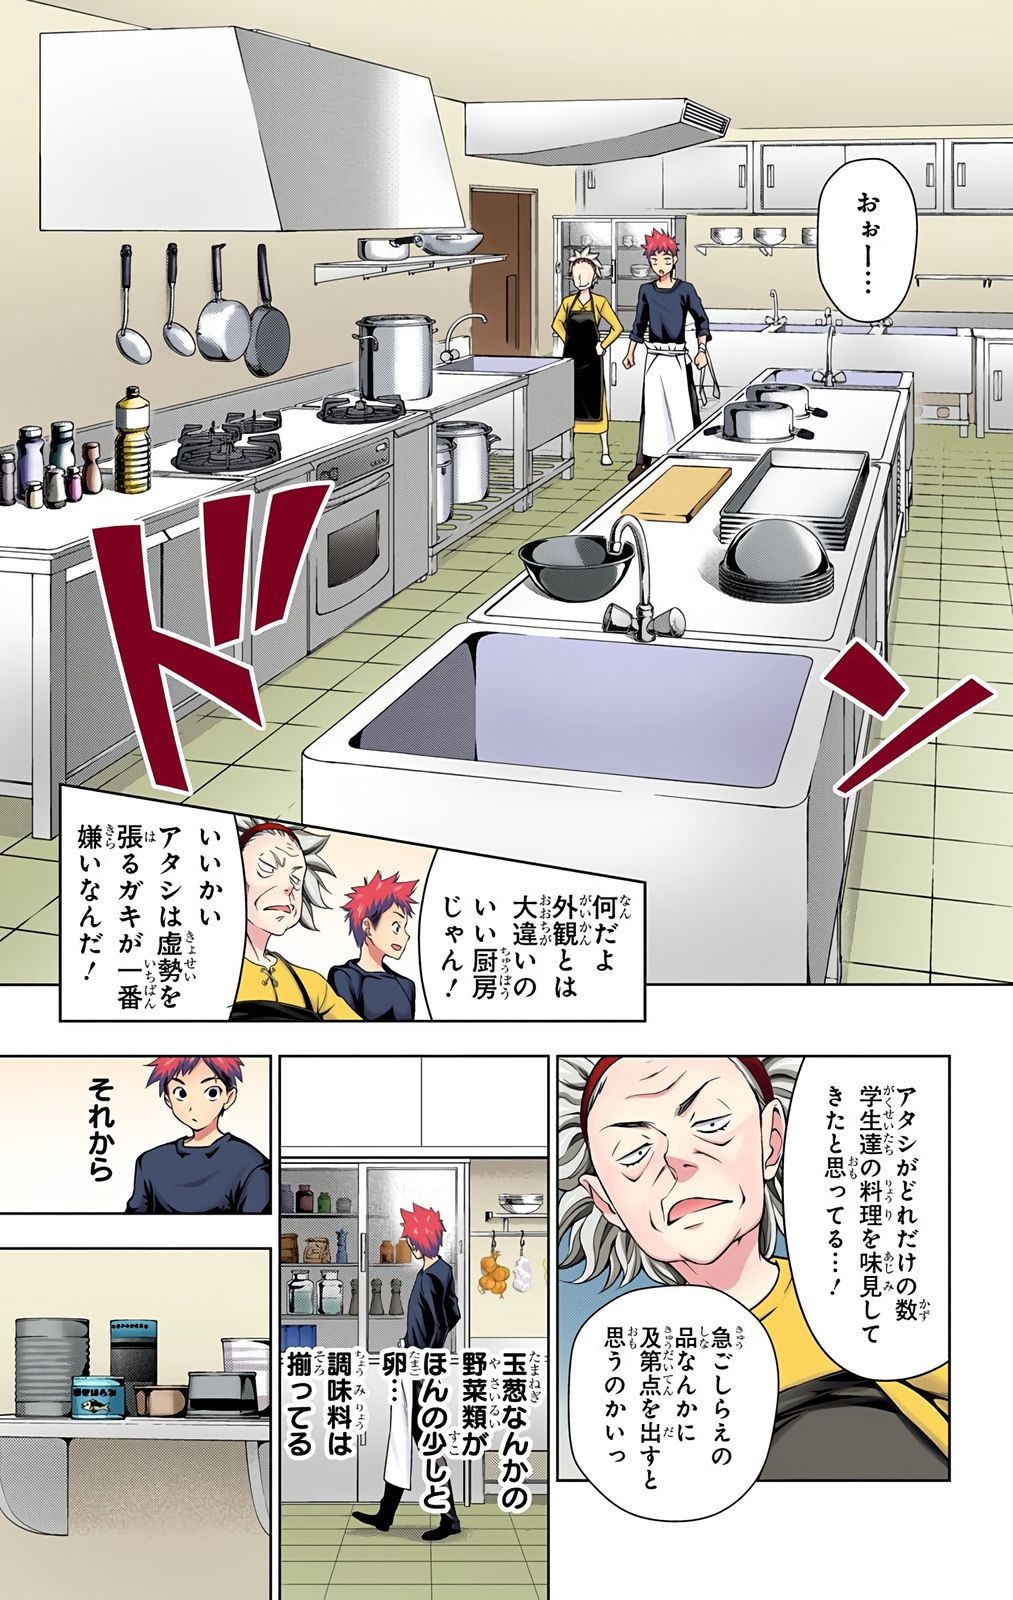 おぉー…
ドン
何だよ
外観とは
大違いの
いい厨房
じゃん！
いいかい
アタシは虚勢を
張るガキが一番
嫌いなんだ！
アタシがどれだけの数
学生達の料理を味見して
きたと思ってる…！
急ごしらえの
品なんかに
及第点を出すと
思うのかいっ
玉葱なんかの
野菜類が
ほんの少しと
卵…
調味料は
揃ってる
それから